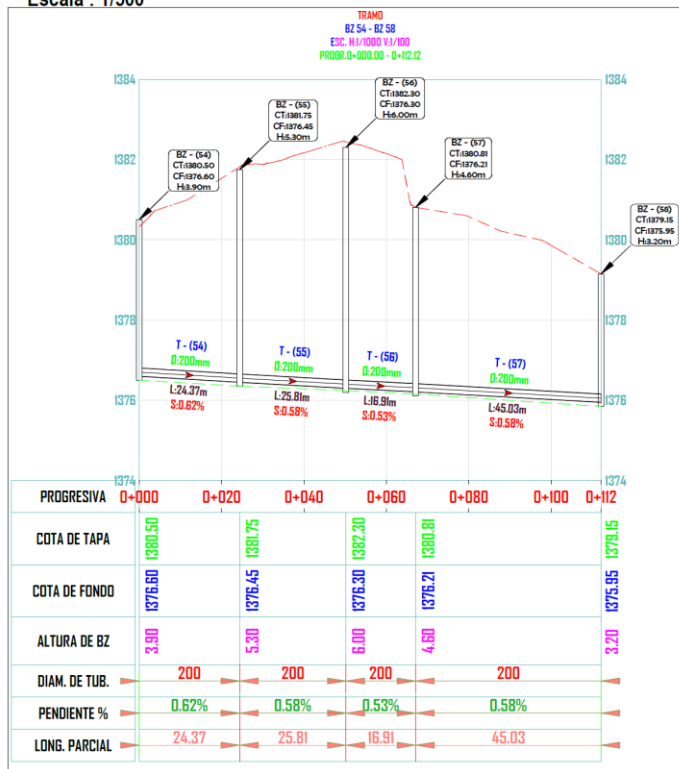 Escala : 1/500
TRAMO
BZ 54 - BZ 58
ESC. H:1/1000 V:1/100
PROGR.0+000.00 - 0+112.12
1384
1384
BZ - (54)
CT:1380.50
CF:1376.60
H:3.90m
BZ - (55)
CT:1381.75
CF:1376.45
H:5.30m
BZ - (56)
CT:1382.30
CF:1376.30
H:6.00m
BZ - (57)
CT:1380.81
CF:1376.21
H:4.60m
BZ - (58)
CT:1379.15
CF:1375.95
H:3.20m
1382
1382
1380
1380
1378
1378
T - (54)
Ø:200mm
L:24.37m
S:0.62%
T - (55)
Ø:200mm
L:25.81m
S:0.58%
T - (56)
Ø:200mm
L:16.91m
S:0.53%
T - (57)
Ø:200mm
L:45.03m
S:0.58%
1376
1376
1374
1374
PROGRESIVA 0+000 0+020 0+040 0+060 0+080 0+100 0+112
COTA DE TAPA 1380.50 1381.75 1382.30 1380.81 1379.15
COTA DE FONDO 1376.60 1376.45 1376.30 1376.21 1375.95
ALTURA DE BZ 3.90 5.30 6.00 4.60 3.20
DIAM. DE TUB. 200 200 200 200
PENDIENTE % 0.62% 0.58% 0.53% 0.58%
LONG. PARCIAL 24.37 25.81 16.91 45.03